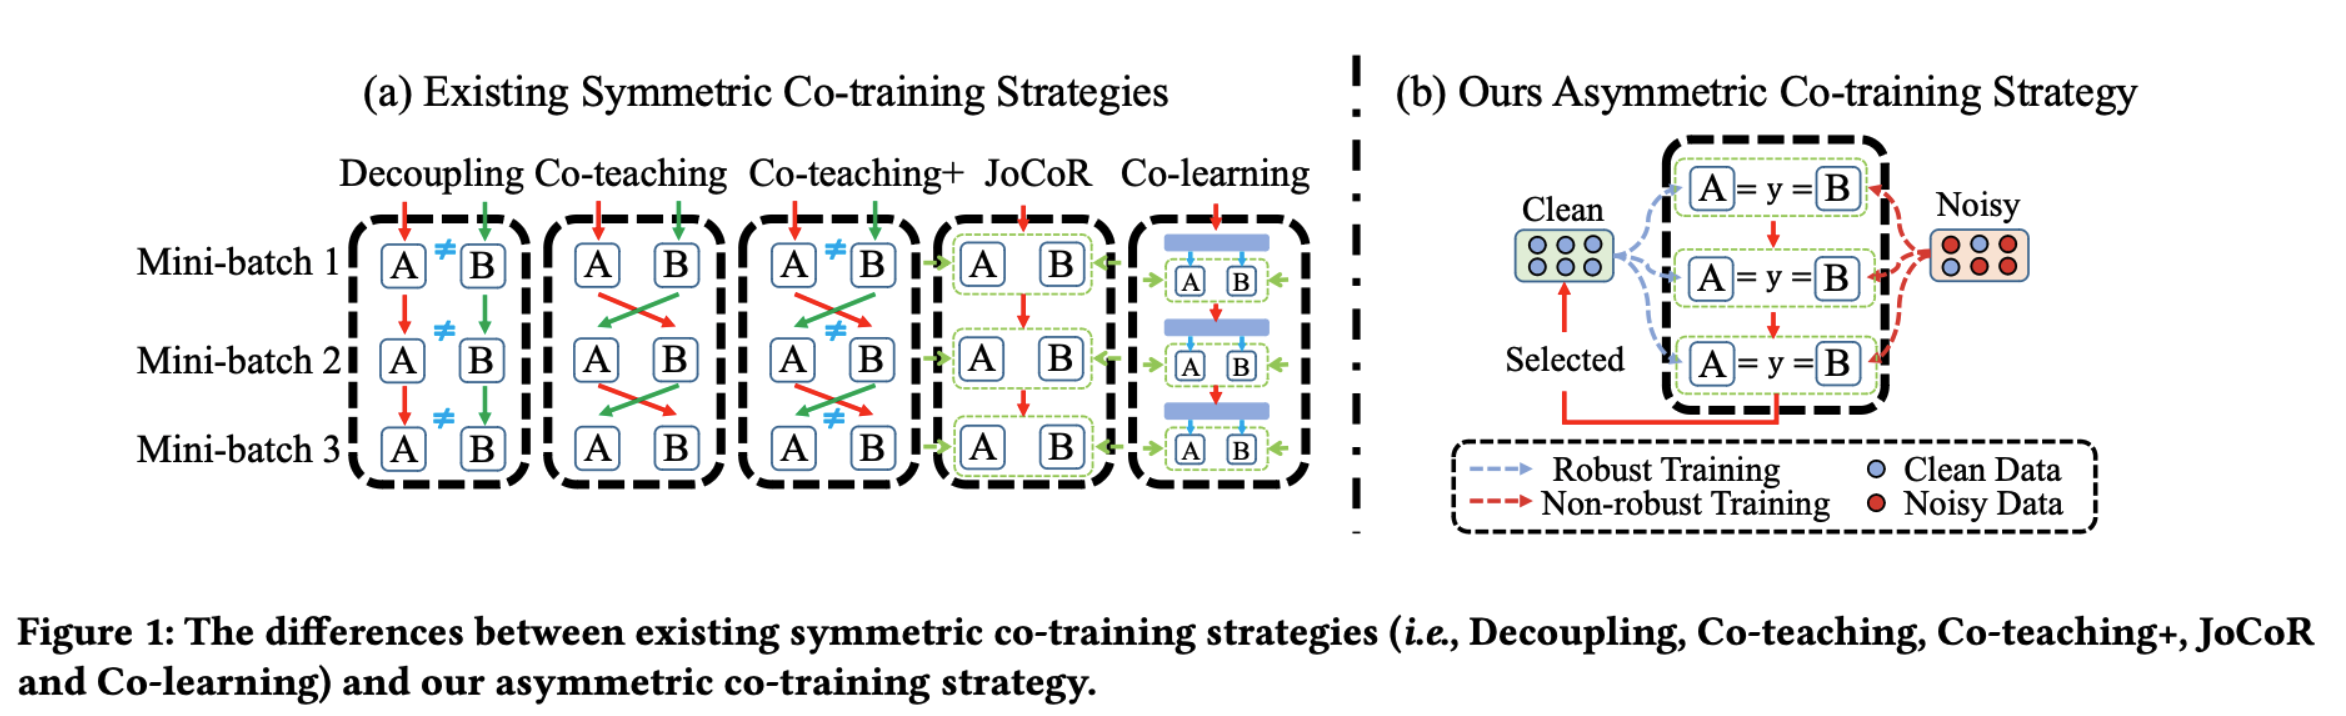 (a) Existing Symmetric Co-training Strategies
Decoupling Co-teaching Co-teaching+ JoCoR Co-learning
Mini-batch 1 A ≠ B A B A ≠ B A B A B
≠ ≠
Mini-batch 2 A B A B A B A B A B
≠ ≠
Mini-batch 3 A B A B A B A B A B
(b) Ours Asymmetric Co-training Strategy
A = y = B
Clean Noisy
A = y = B
Selected A = y = B
Robust Training Clean Data
Non-robust Training Noisy Data
Figure 1: The differences between existing symmetric co-training strategies (i.e., Decoupling, Co-teaching, Co-teaching+, JoCoR
and Co-learning) and our asymmetric co-training strategy.